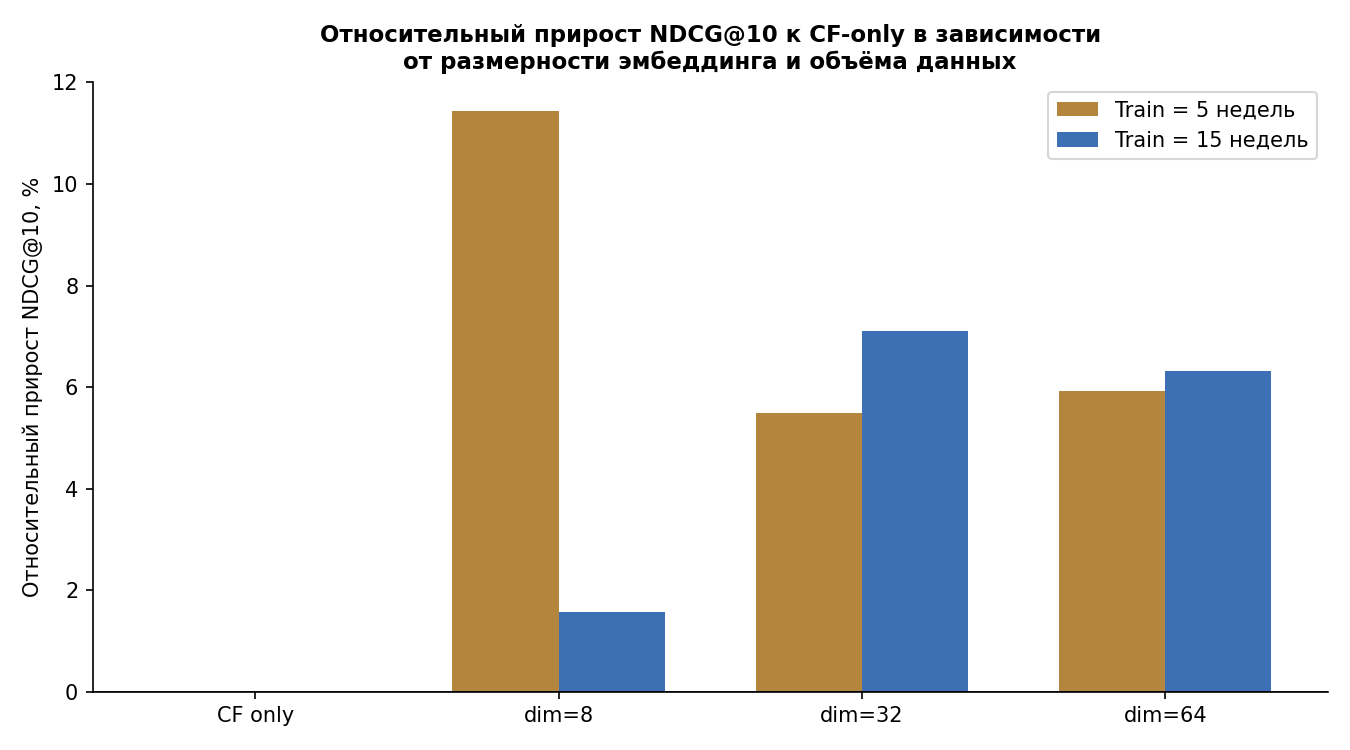 Относительный прирост NDCG@10 к CF-only в зависимости
от размерности эмбеддинга и объёма данных
Относительный прирост NDCG@10, %
12
10
8
6
4
2
0
Train = 5 недель
Train = 15 недель
CF only
dim=8
dim=32
dim=64